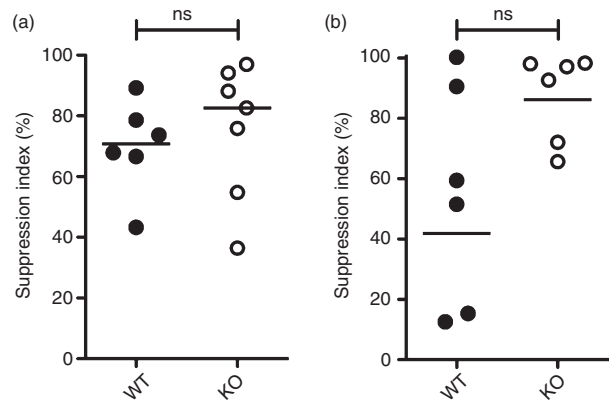 (a)
ns
Suppression index (%)
100
80
60
40
20
0
WT
KO
(b)
ns
Suppression index (%)
100
80
60
40
20
0
WT
KO